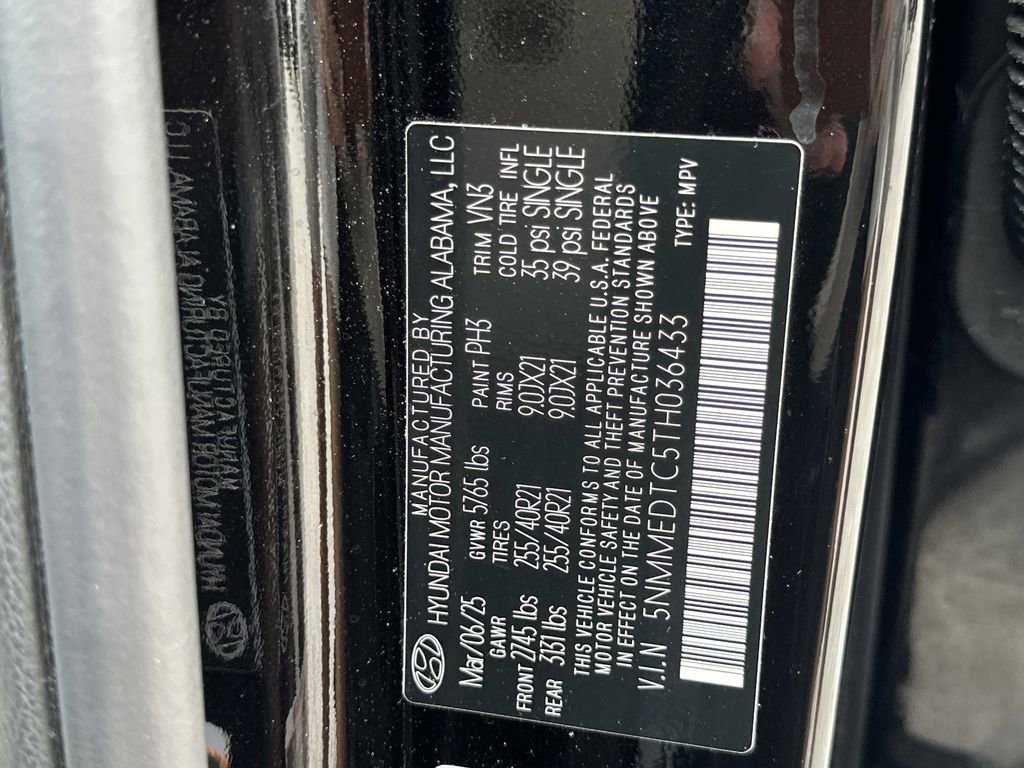 MANUFACTURED BY
HYUNDAI MOTOR MANUFACTURING ALABAMA, LLC
Mar/06/25 GVWR 5765 lbs PAINT PH3 TRIM VN3
GAWR TIRES RIMS COLD TIRE INFL
FRONT 2745 lbs 255/40R21 9.0JX21 35 psi SINGLE
REAR 3131 lbs 255/40R21 9.0JX21 39 psi SINGLE
THIS VEHICLE CONFORMS TO ALL APPLICABLE U.S.A. FEDERAL
MOTOR VEHICLE SAFETY AND THEFT PREVENTION STANDARDS
IN EFFECT ON THE DATE OF MANUFACTURE SHOWN ABOVE
V.I.N 5NMMEDTC5TH036433 TYPE: MPV